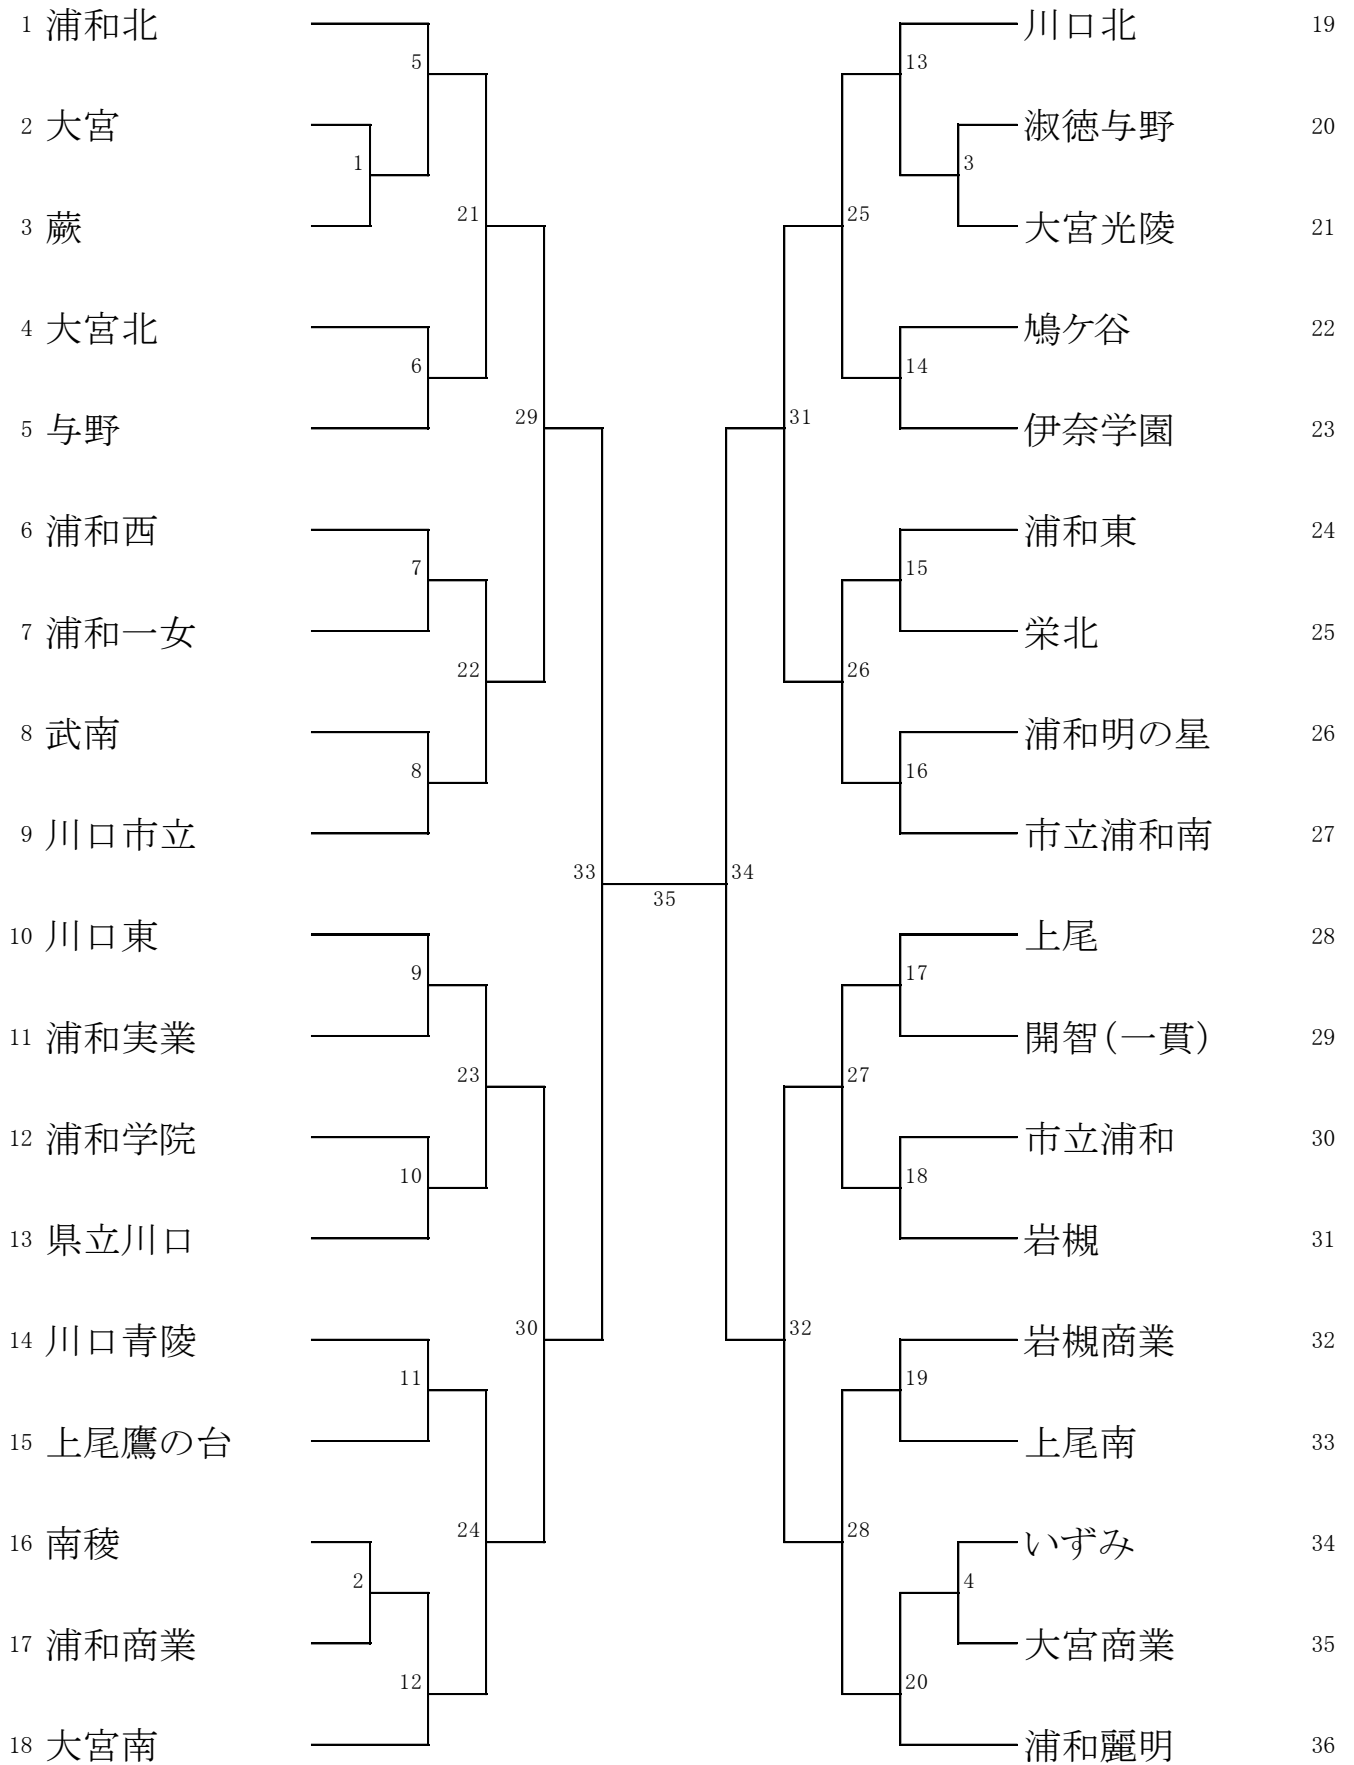 1 浦和北
川口北 19
5
13
2 大宮
淑徳与野 20
1
3
3 蕨
21
25
大宮光陵 21
4 大宮北
鳩ケ谷 22
6
14
5 与野
29
31
伊奈学園 23
6 浦和西
浦和東 24
7
15
7 浦和一女
栄北 25
22
26
8 武南
浦和明の星 26
8
16
9 川口市立
市立浦和南 27
33
34
35
10 川口東
上尾 28
9
17
11 浦和実業
開智(一貫) 29
23
27
12 浦和学院
市立浦和 30
10
18
13 県立川口
岩槻 31
14 川口青陵
30
32
岩槻商業 32
11
19
15 上尾鷹の台
上尾南 33
16 南稜
24
28
いずみ 34
2
4
17 浦和商業
大宮商業 35
12
20
18 大宮南
浦和麗明 36